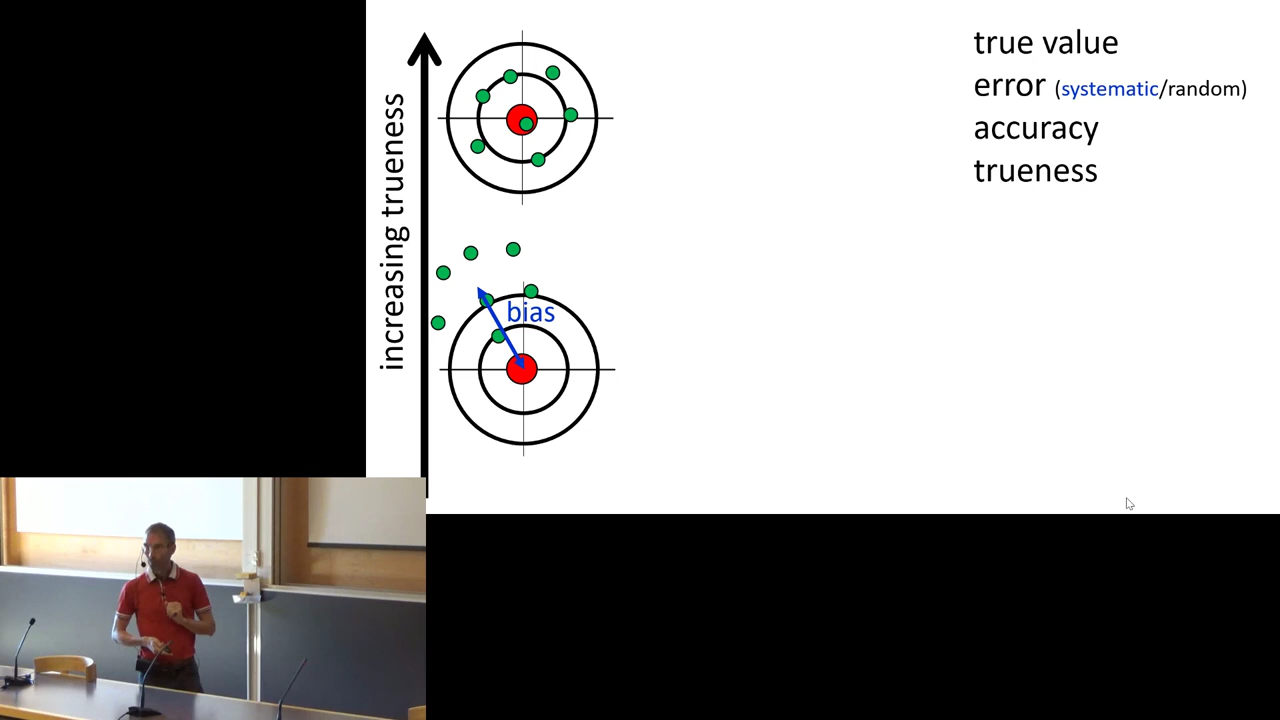 increasing trueness
bias
true value
error (systematic/random)
accuracy
trueness